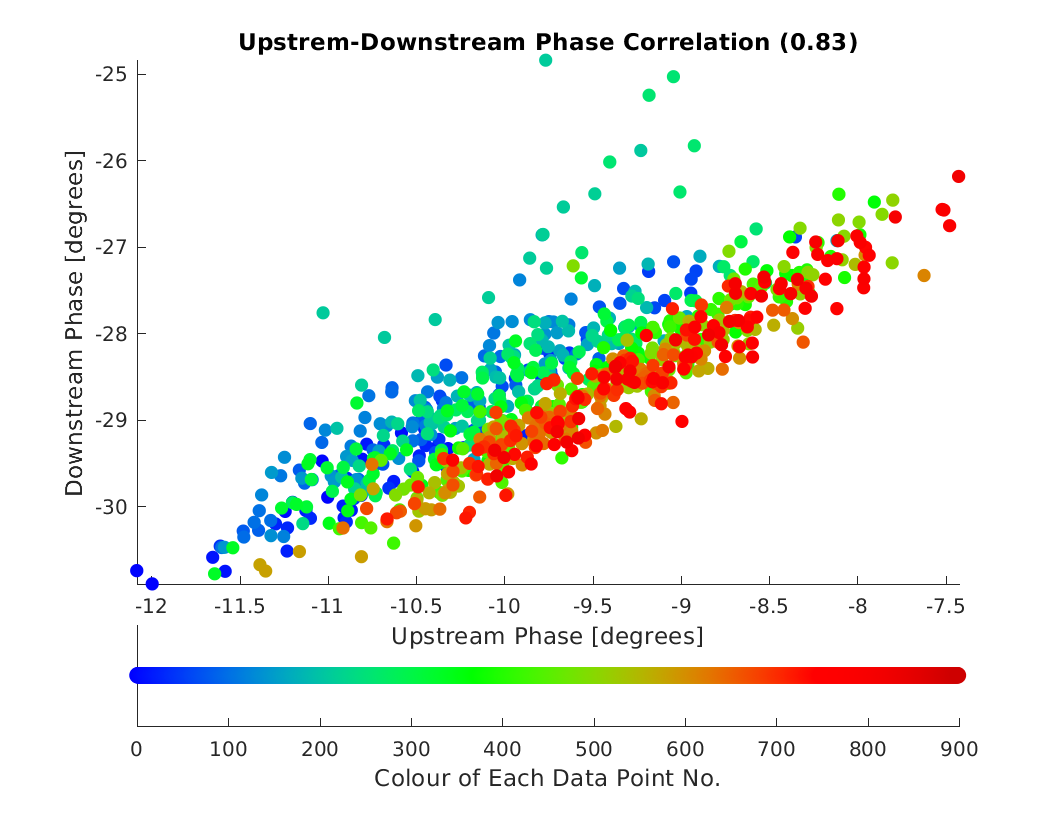 Upstrem-Downstream Phase Correlation (0.83)
Downstream Phase [degrees]
-25
-26
-27
-28
-29
-30
-12 -11.5 -11 -10.5 -10 -9.5 -9 -8.5 -8 -7.5
Upstream Phase [degrees]
0 100 200 300 400 500 600 700 800 900
Colour of Each Data Point No.